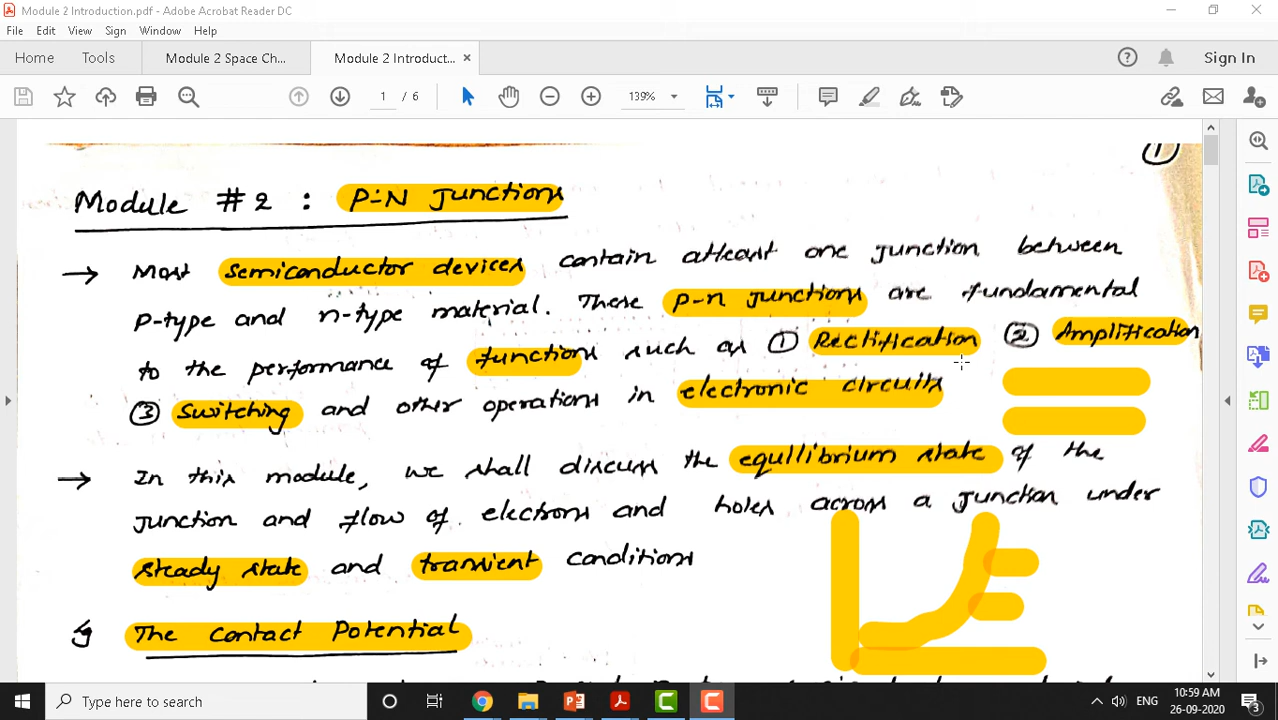 Module 2 Introduction.pdf - Adobe Acrobat Reader DC
File Edit View Sign Window Help
Home Tools Module 2 Space Ch... Module 2 Introduct... × Sign In
1 / 6 139%
1
Module #2 : P-N Junctions
→ Most semiconductor devices contain atleast one junction between
p-type and n-type material. These p-n junctions are fundamental
to the performance of functions such as ① Rectification ② Amplification
③ Switching and other operations in electronic circuits
→ In this module, we shall discuss the equllibrium state of the
junction and flow of electrons and holes across a junction under
steady state and transient conditions
The Contact Potential
Type here to search
ENG
10:59 AM
26-09-2020
3